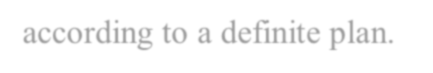 according to a definite plan.